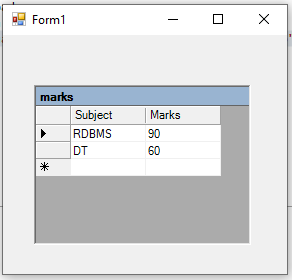 Form1
marks
Subject Marks
RDBMS 90
DT 60